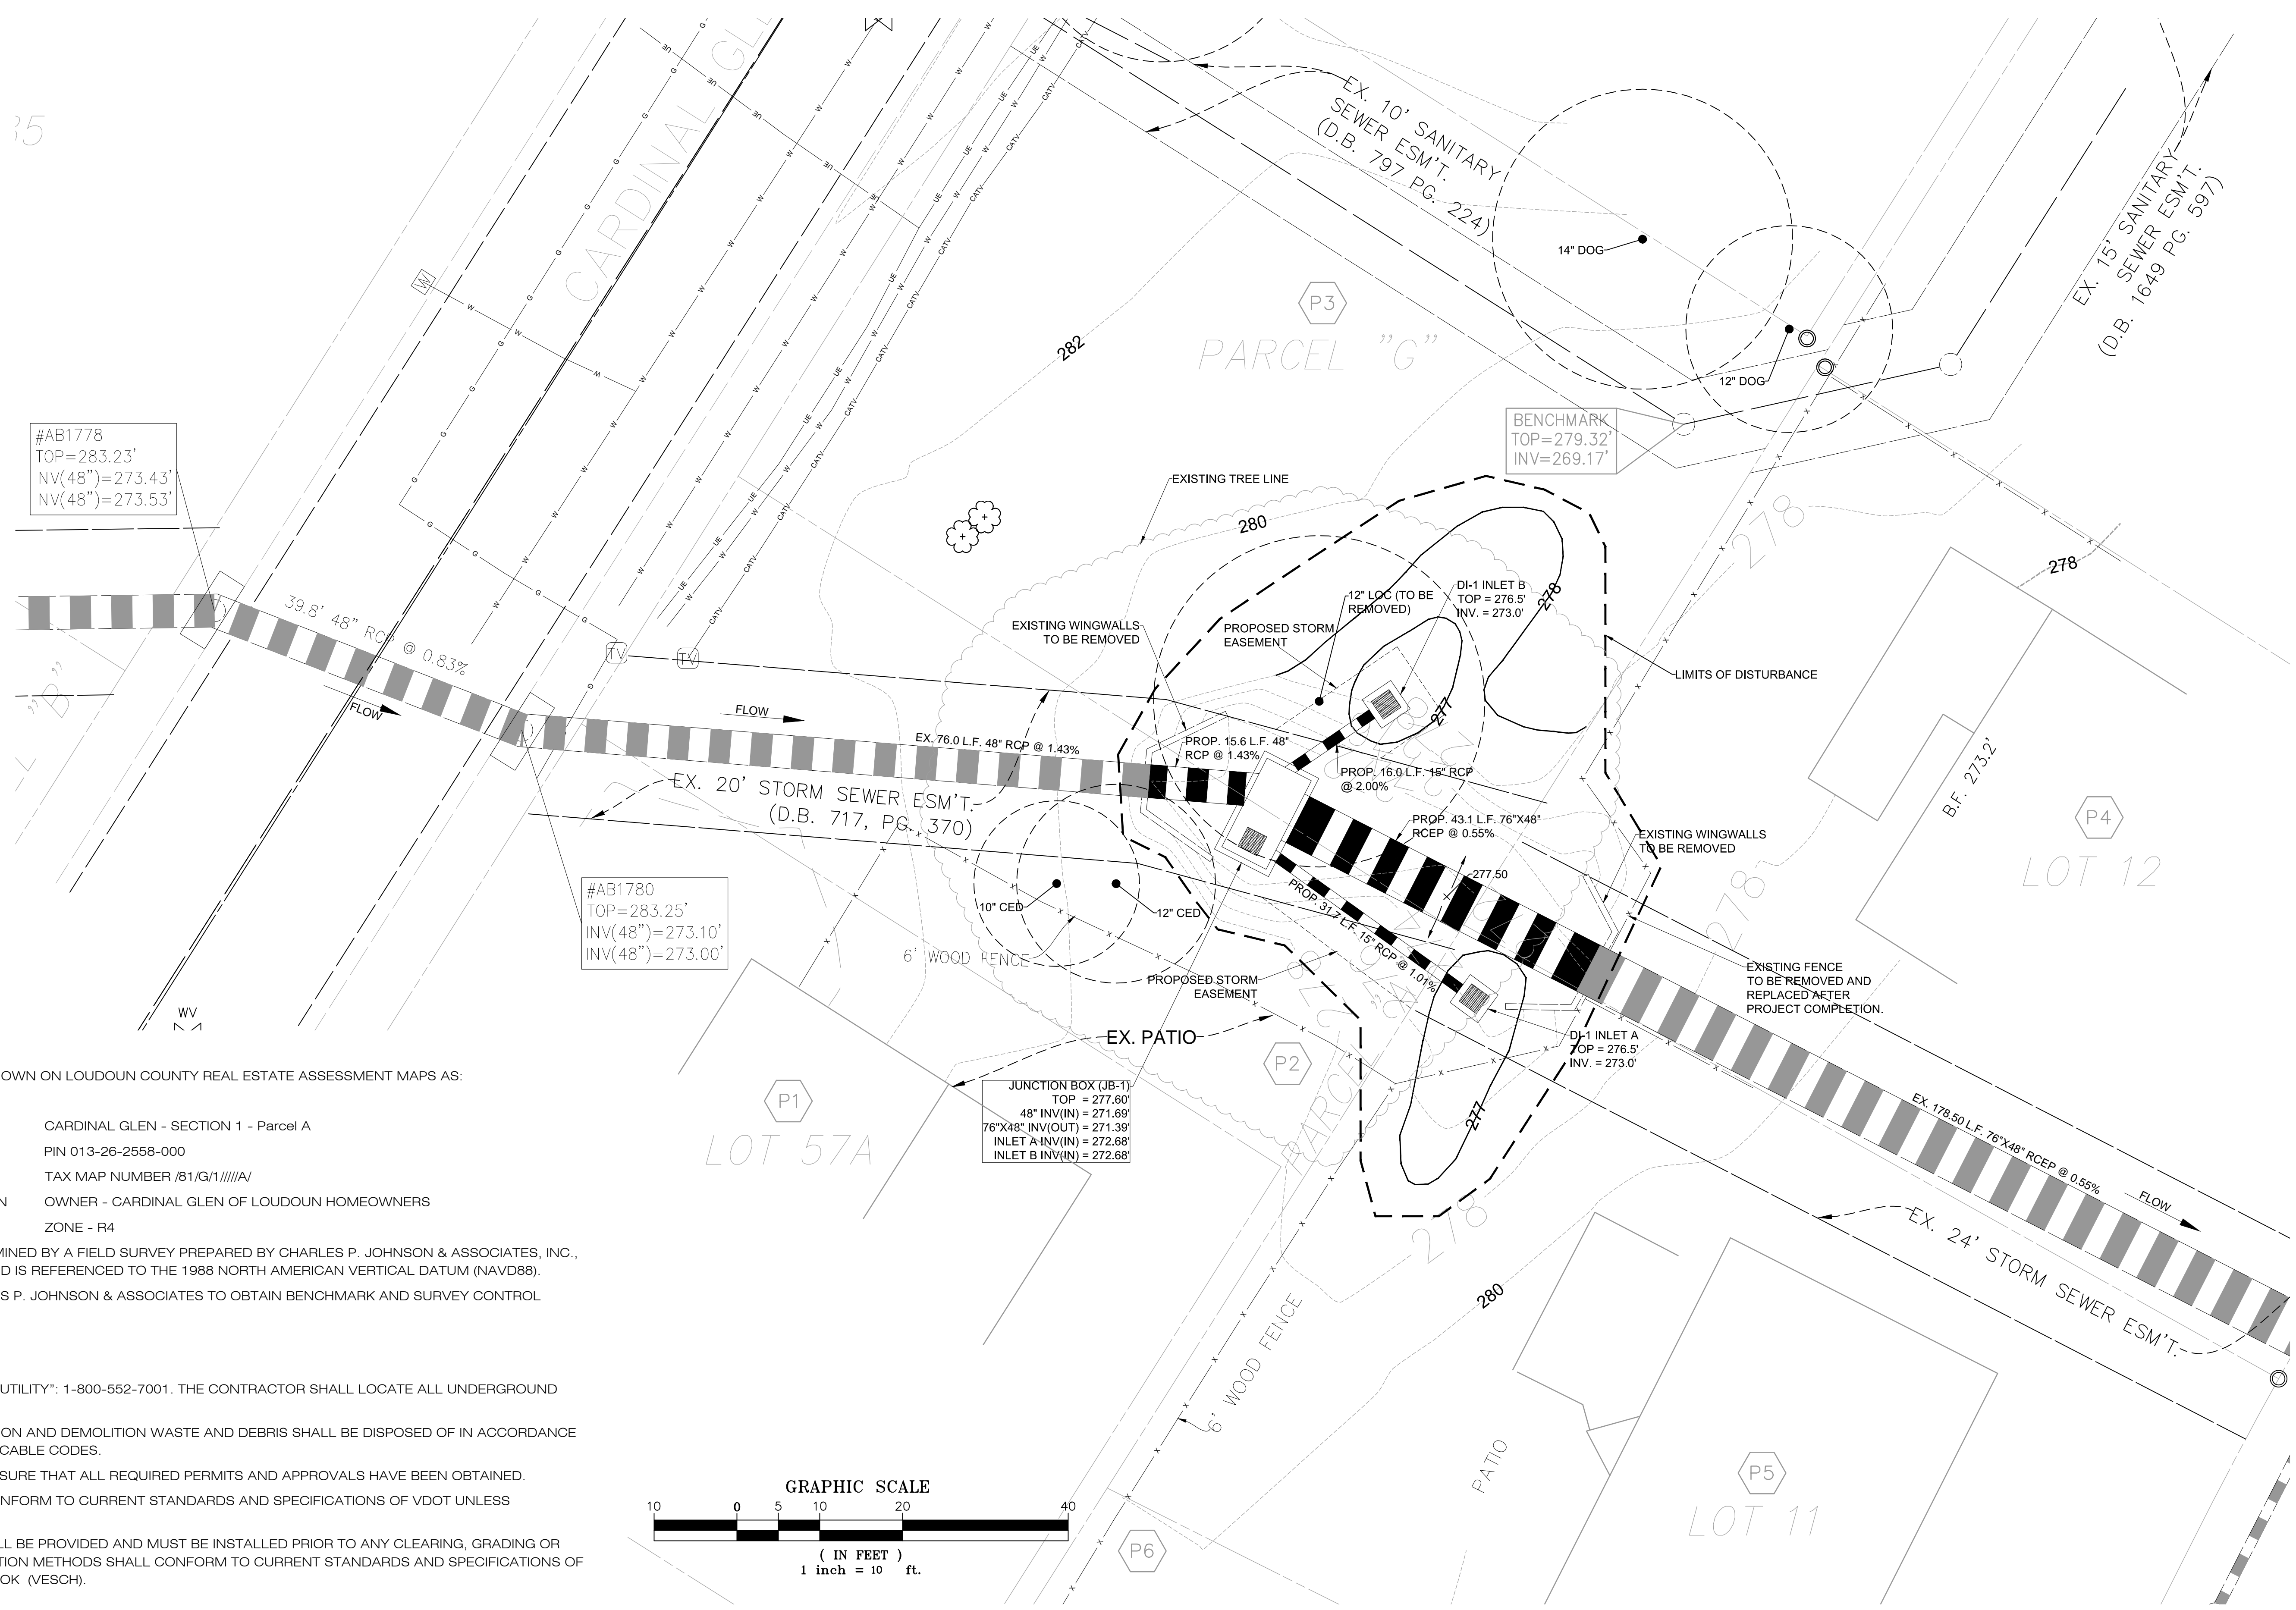 CARDINAL GL
EX. 10' SANITARY
SEWER ESM'T.
(D.B. 797 PG. 224)
EX. 15' SANITARY
SEWER ESM'T.
(D.B. 1649 PG. 597)
14" DOG
12" DOG
P3
PARCEL "G"
282
BENCHMARK
TOP=279.32'
INV=269.17'
#AB1778
TOP=283.23'
INV(48")=273.43'
INV(48")=273.53'
EXISTING TREE LINE
280
278
278
39.8' 48" RCP @ 0.83%
FLOW
TV
TV
FLOW
EX. 76.0 L.F. 48" RCP @ 1.43%
EX. 20' STORM SEWER ESM'T.
(D.B. 717, PG. 370)
EXISTING WINGWALLS
TO BE REMOVED
PROPOSED STORM
EASEMENT
12" LOC (TO BE
REMOVED)
DI-1 INLET B
TOP = 276.5'
INV. = 273.0'
278
277
LIMITS OF DISTURBANCE
PROP. 15.6 L.F. 48"
RCP @ 1.43%
PROP. 16.0 L.F. 15" RCP
@ 2.00%
PROP. 43.1 L.F. 76"X48"
RCEP @ 0.55%
277.50
EXISTING WINGWALLS
TO BE REMOVED
B.F. 273.2'
P4
LOT 12
#AB1780
TOP=283.25'
INV(48")=273.10'
INV(48")=273.00'
10" CED
12" CED
6' WOOD FENCE
PROP. 31.7 L.F. 15" RCP @ 1.01%
PROPOSED STORM
EASEMENT
278
EXISTING FENCE
TO BE REMOVED AND
REPLACED AFTER
PROJECT COMPLETION.
EX. PATIO
DI-1 INLET A
TOP = 276.5'
INV. = 273.0'
WV
P1
LOT 57A
P2
PARCEL
JUNCTION BOX (JB-1)
TOP = 277.60'
48" INV(IN) = 271.69'
76"X48" INV(OUT) = 271.39'
INLET A INV(IN) = 272.68'
INLET B INV(IN) = 272.68'
277
278
280
EX. 178.50 L.F. 76"X48" RCEP @ 0.55%
FLOW
EX. 24' STORM SEWER ESM'T.
6' WOOD FENCE
PATIO
P5
LOT 11
P6
OWN ON LOUDOUN COUNTY REAL ESTATE ASSESSMENT MAPS AS:
CARDINAL GLEN - SECTION 1 - Parcel A
PIN 013-26-2558-000
TAX MAP NUMBER /81/G/1/////A/
N OWNER - CARDINAL GLEN OF LOUDOUN HOMEOWNERS
ZONE - R4
MINED BY A FIELD SURVEY PREPARED BY CHARLES P. JOHNSON & ASSOCIATES, INC.,
D IS REFERENCED TO THE 1988 NORTH AMERICAN VERTICAL DATUM (NAVD88).
S P. JOHNSON & ASSOCIATES TO OBTAIN BENCHMARK AND SURVEY CONTROL
UTILITY": 1-800-552-7001. THE CONTRACTOR SHALL LOCATE ALL UNDERGROUND
ON AND DEMOLITION WASTE AND DEBRIS SHALL BE DISPOSED OF IN ACCORDANCE
CABLE CODES.
SURE THAT ALL REQUIRED PERMITS AND APPROVALS HAVE BEEN OBTAINED.
NFORM TO CURRENT STANDARDS AND SPECIFICATIONS OF VDOT UNLESS
LL BE PROVIDED AND MUST BE INSTALLED PRIOR TO ANY CLEARING, GRADING OR
TION METHODS SHALL CONFORM TO CURRENT STANDARDS AND SPECIFICATIONS OF
OK (VESCH).
GRAPHIC SCALE
10 0 5 10 20 40
( IN FEET )
1 inch = 10 ft.